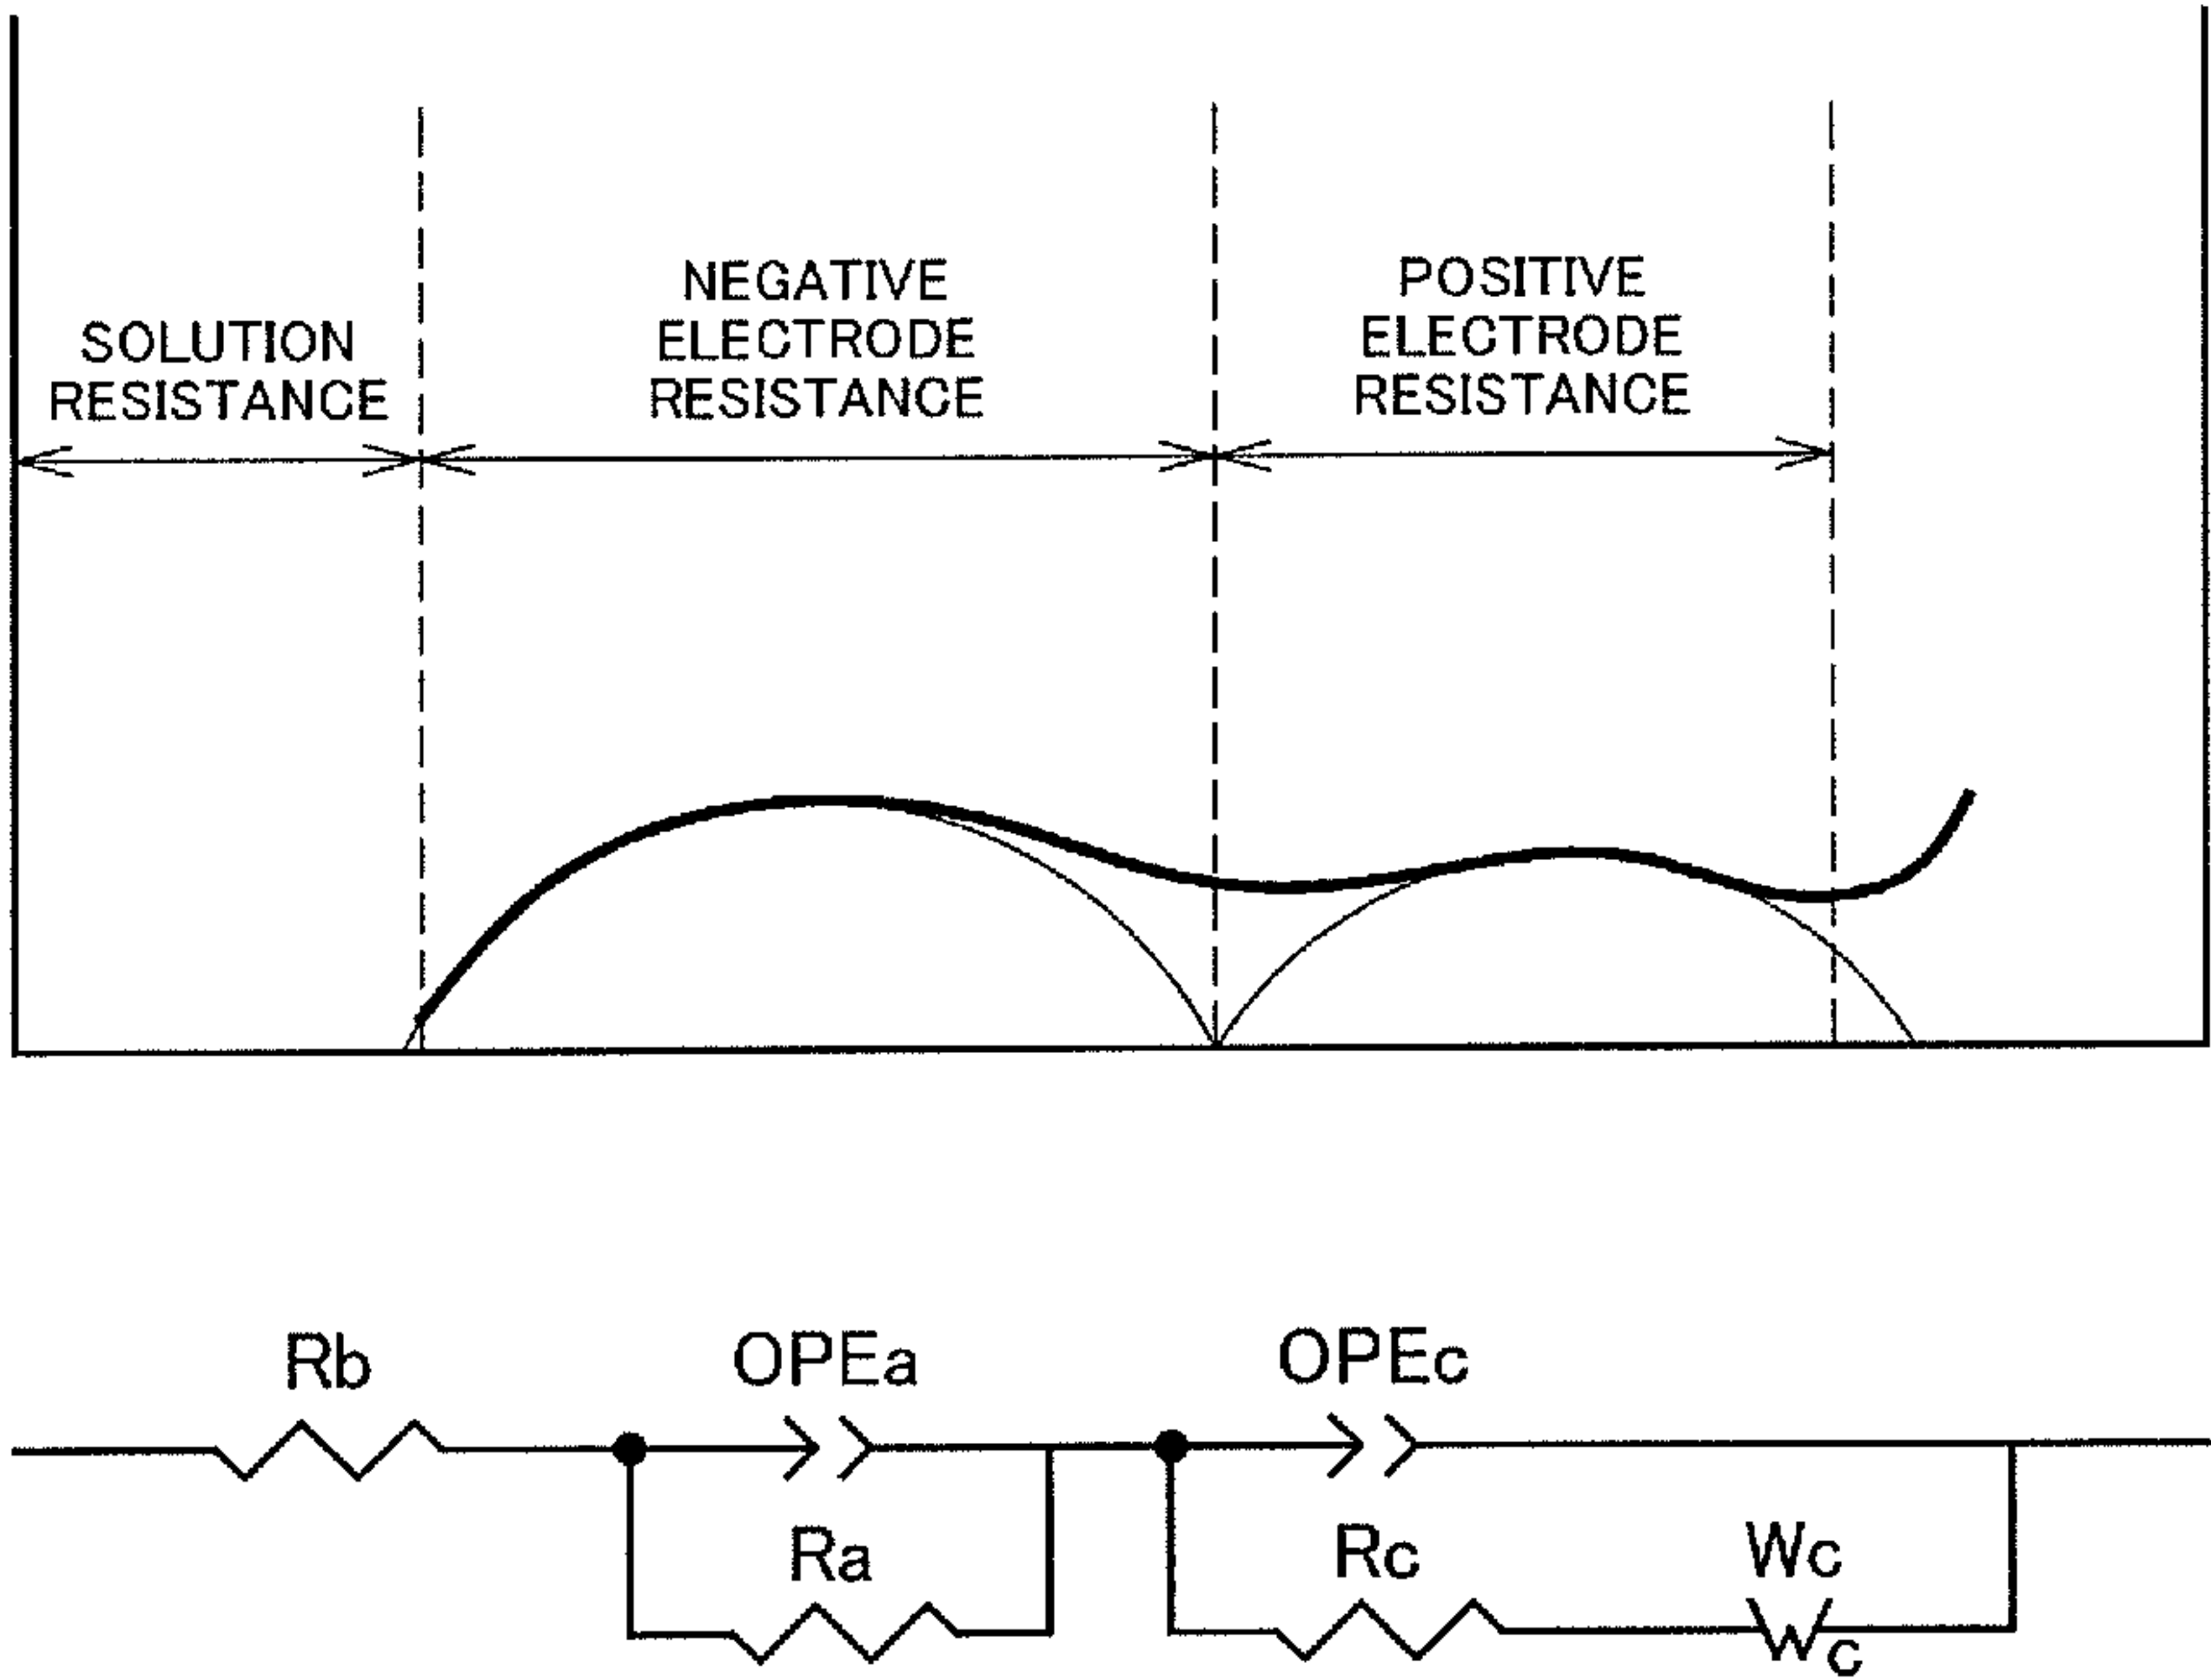 SOLUTION
RESISTANCE
NEGATIVE
ELECTRODE
RESISTANCE
POSITIVE
ELECTRODE
RESISTANCE
Rb
OPEa
OPEc
Ra
Rc
Wc
Wc